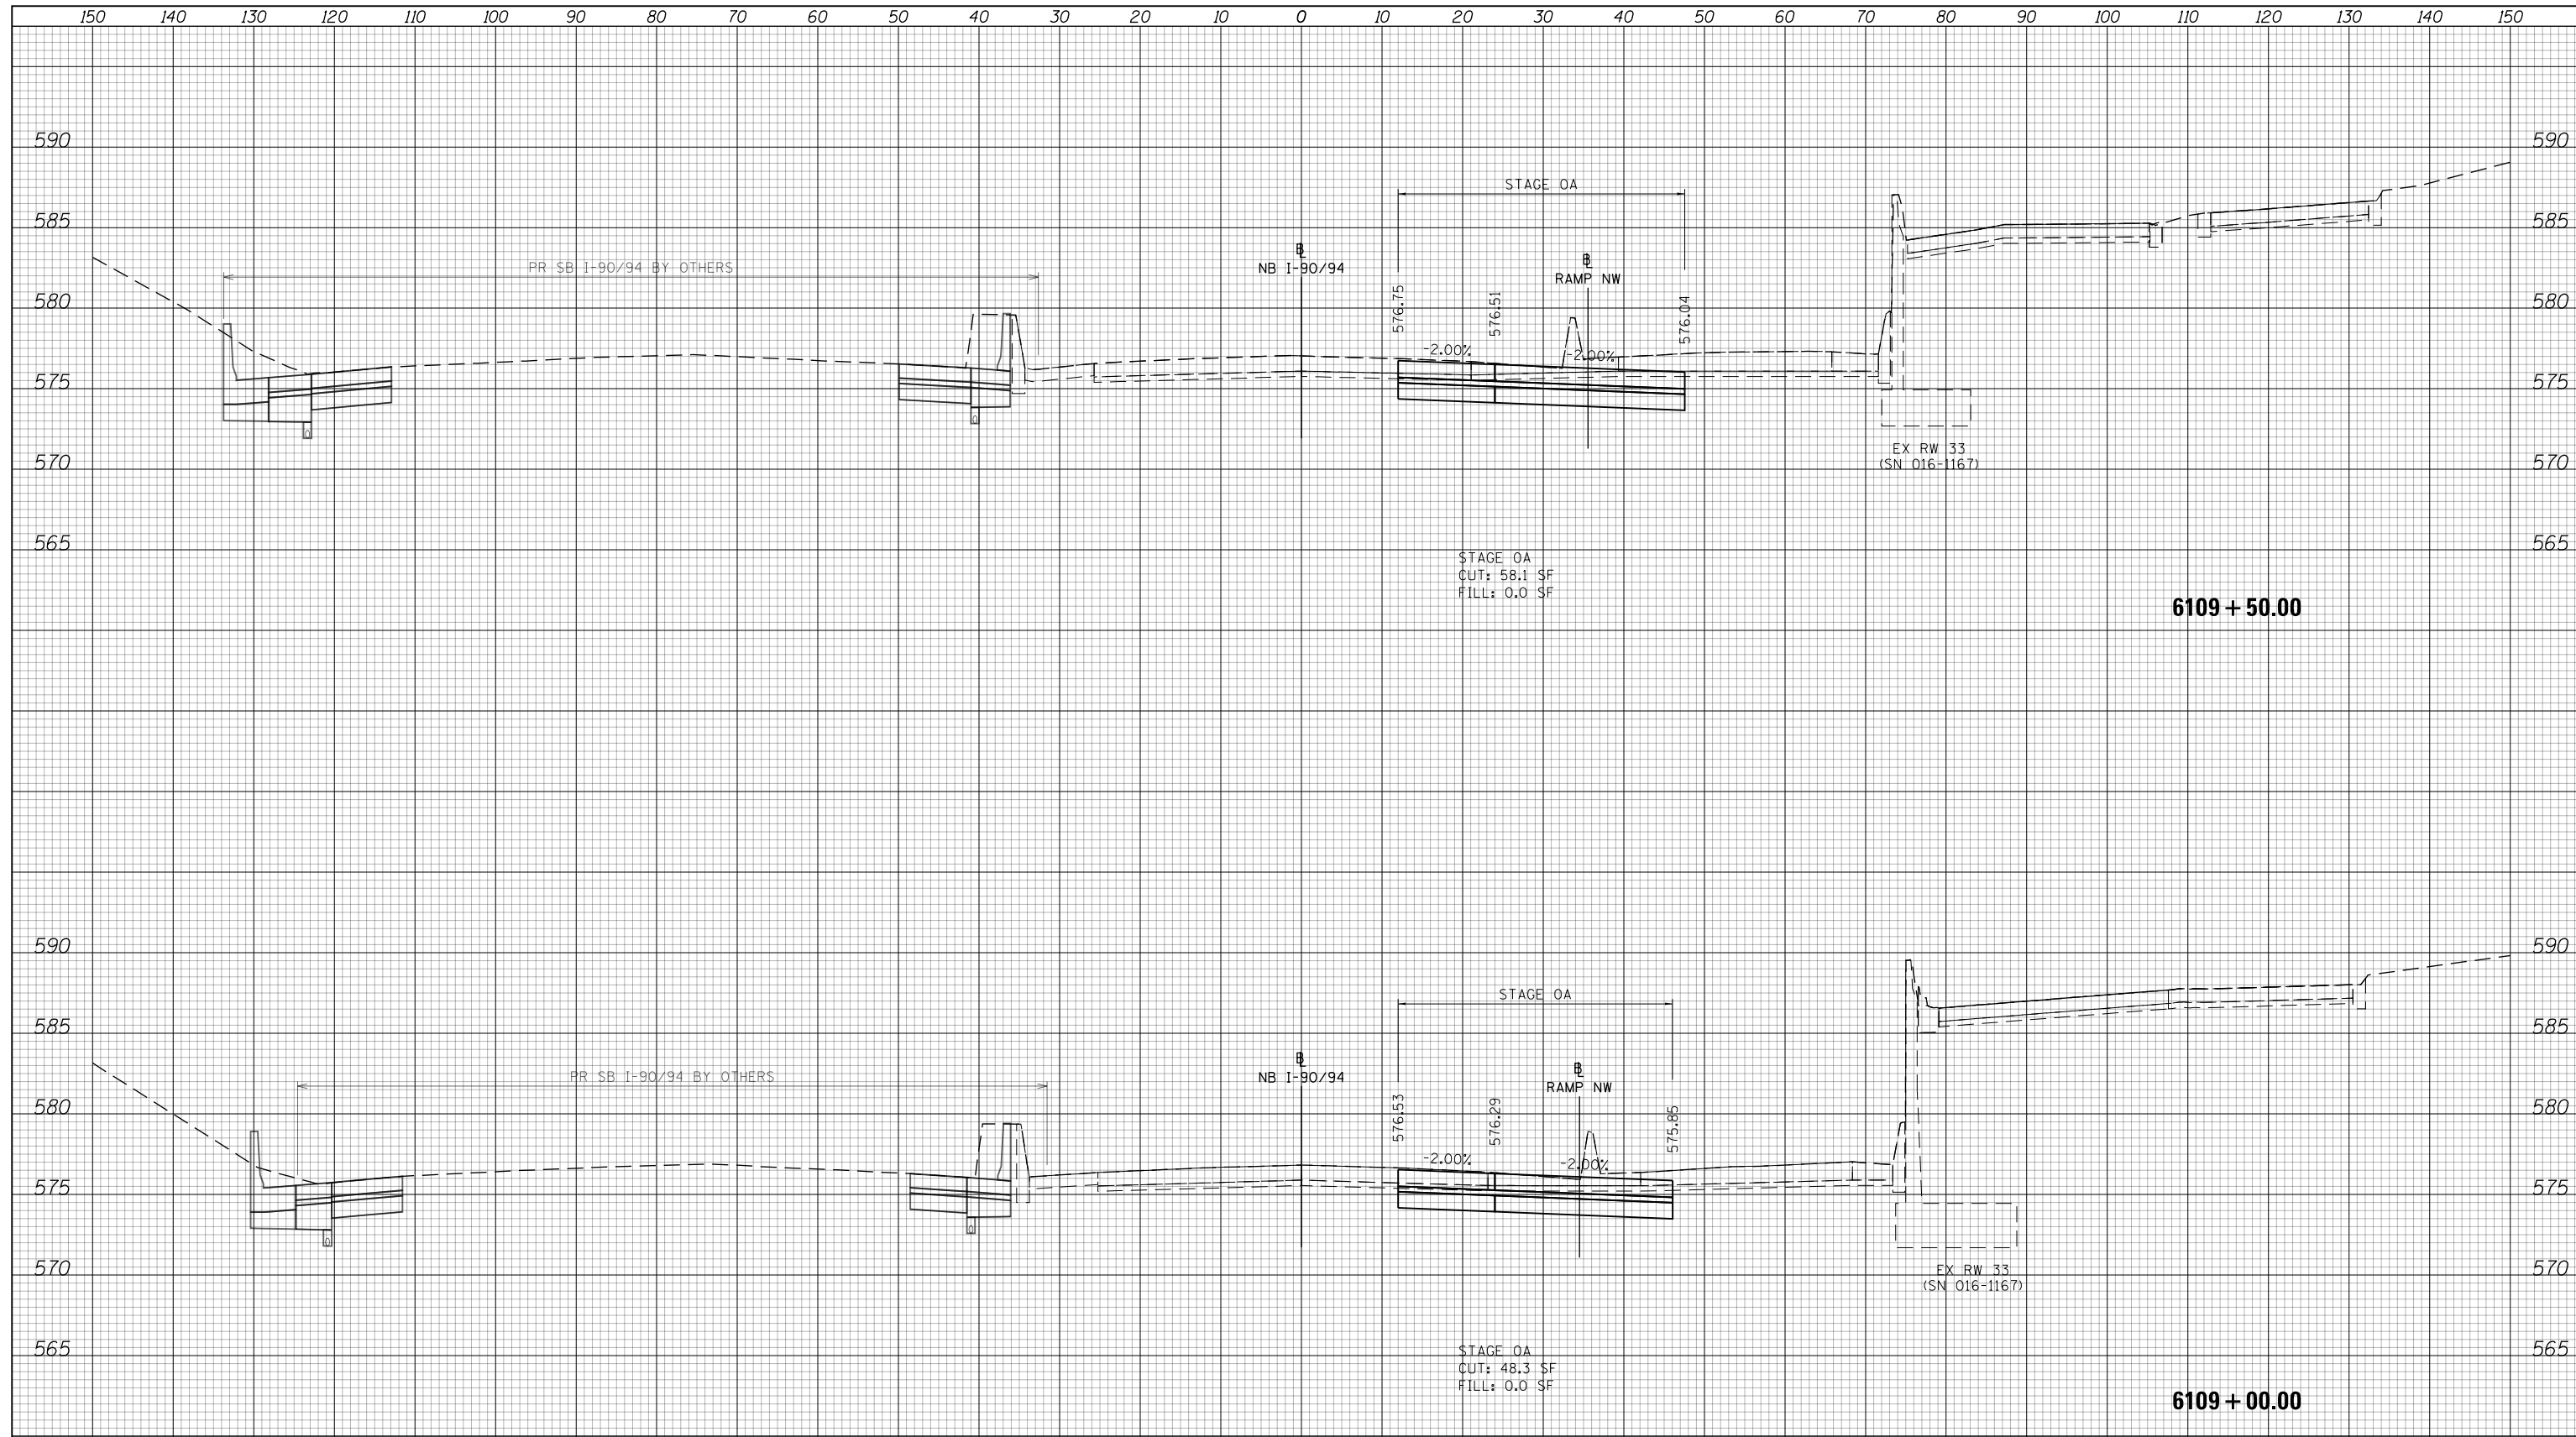 150 140 130 120 110 100 90 80 70 60 50 40 30 20 10 0 10 20 30 40 50 60 70 80 90 100 110 120 130 140 150
590 590
STAGE 0A
585 585
PR SB I-90/94 BY OTHERS
℄
NB I-90/94
RAMP NW
580 580
576.75
576.51
576.04
-2.00%
-2.00%
575 575
EX RW 33
(SN 016-1167)
570 570
565 565
STAGE 0A
CUT: 58.1 SF
FILL: 0.0 SF
6109+50.00
590 590
STAGE 0A
585 585
PR SB I-90/94 BY OTHERS
NB I-90/94
RAMP NW
580 580
576.53
576.29
575.85
-2.00%
-2.00%
575 575
EX RW 33
(SN 016-1167)
570 570
565 565
STAGE 0A
CUT: 48.3 SF
FILL: 0.0 SF
6109+00.00